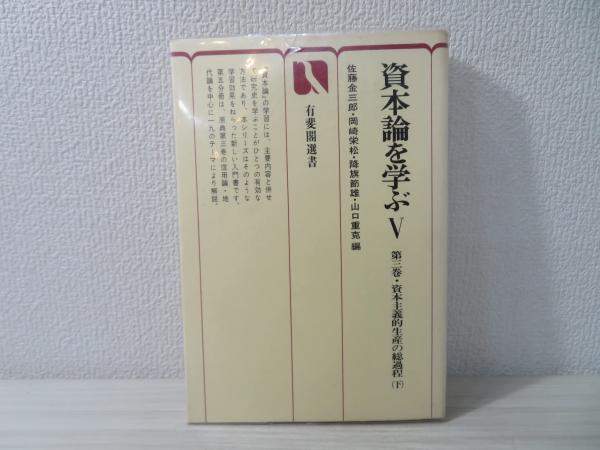 資本論を学ぶ V
第三巻・資本主義的生産の総過程(下)
佐藤金三郎・岡崎栄松・降旗節雄・山口重克 編
有斐閣選書
『資本論』の学習には、主要内容と併せ
て研究史を学ぶことがひとつの有効な
方法であり、本シリーズはそのような
学習効果をねらった新しい入門書です。
第五分冊は、原典第三巻の信用論・地
代論を中心に一九のテーマにより解説。